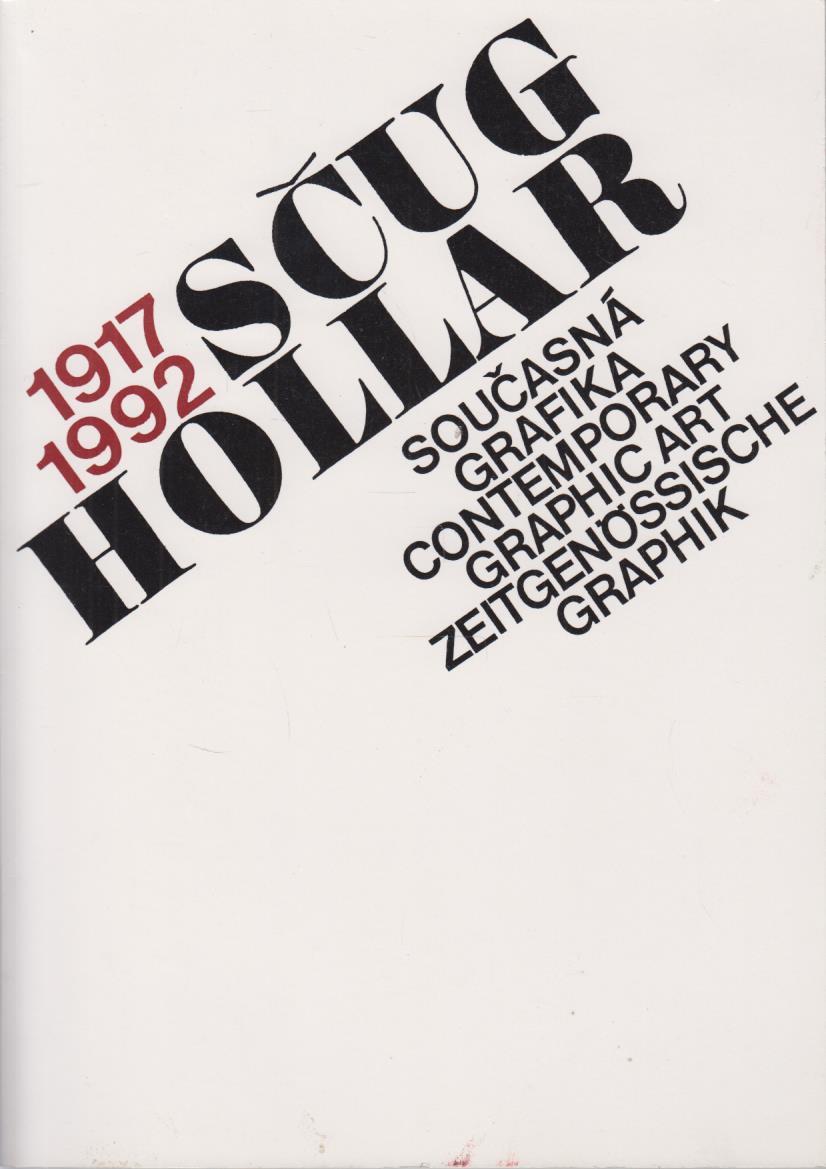 1917
1992
SČUG
HOLLAR
SOUČASNÁ
GRAFIKA
CONTEMPORARY
GRAPHIC ART
ZEITGENÖSSISCHE
GRAPHIK